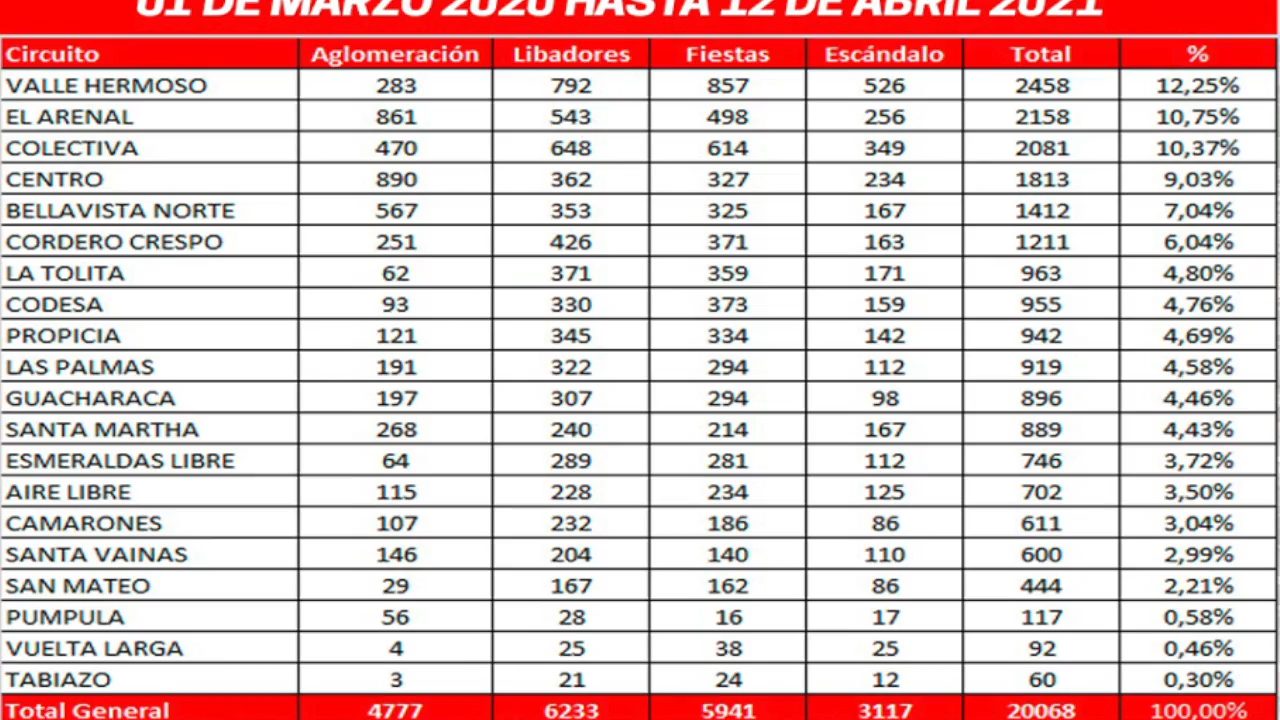 01 DE MARZO 2020 HASTA 12 DE ABRIL 2021
Circuito Aglomeración Libadores Fiestas Escándalo Total %
VALLE HERMOSO 283 792 857 526 2458 12,25%
EL ARENAL 861 543 498 256 2158 10,75%
COLECTIVA 470 648 614 349 2081 10,37%
CENTRO 890 362 327 234 1813 9,03%
BELLAVISTA NORTE 567 353 325 167 1412 7,04%
CORDERO CRESPO 251 426 371 163 1211 6,04%
LA TOLITA 62 371 359 171 963 4,80%
CODESA 93 330 373 159 955 4,76%
PROPICIA 121 345 334 142 942 4,69%
LAS PALMAS 191 322 294 112 919 4,58%
GUACHARACA 197 307 294 98 896 4,46%
SANTA MARTHA 268 240 214 167 889 4,43%
ESMERALDAS LIBRE 64 289 281 112 746 3,72%
AIRE LIBRE 115 228 234 125 702 3,50%
CAMARONES 107 232 186 86 611 3,04%
SANTA VAINAS 146 204 140 110 600 2,99%
SAN MATEO 29 167 162 86 444 2,21%
PUMPULA 56 28 16 17 117 0,58%
VUELTA LARGA 4 25 38 25 92 0,46%
TABIAZO 3 21 24 12 60 0,30%
Total General 4777 6233 5941 3117 20068 100,00%